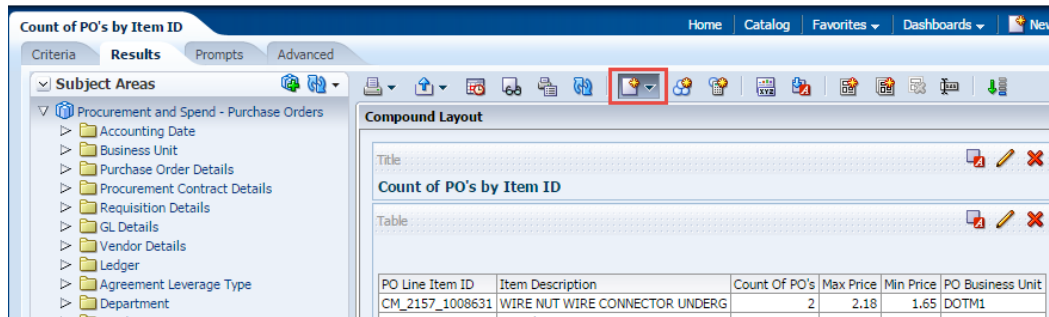 Count of PO's by Item ID
Home Catalog Favorites Dashboards New
Criteria Results Prompts Advanced
Subject Areas
Procurement and Spend - Purchase Orders
Accounting Date
Business Unit
Purchase Order Details
Procurement Contract Details
Requisition Details
GL Details
Vendor Details
Ledger
Agreement Leverage Type
Department
XYZ
Compound Layout
Title
Count of PO's by Item ID
Table
PO Line Item ID Item Description Count Of PO's Max Price Min Price PO Business Unit
CM_2157_1008631 WIRE NUT WIRE CONNECTOR UNDERG 2 2.18 1.65 DOTM1